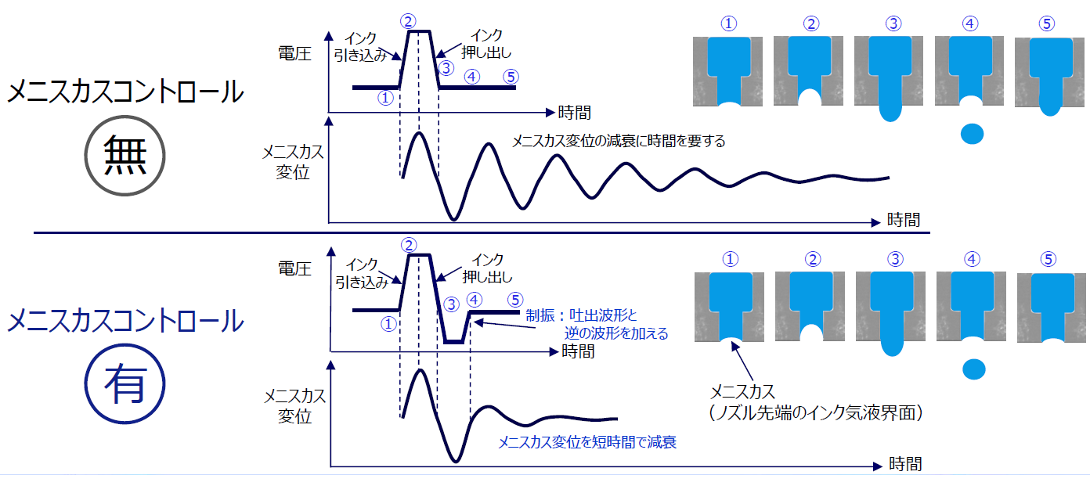 メニスカスコントロール
無
電圧
インク
引き込み
②
インク
押し出し
①
③
④
⑤
時間
メニスカス
変位
メニスカス変位の減衰に時間を要する
時間
① ② ③ ④ ⑤
メニスカスコントロール
有
電圧
インク
引き込み
②
インク
押し出し
①
③
④
⑤
制振：吐出波形と
逆の波形を加える
時間
メニスカス
変位
メニスカス変位を短時間で減衰
時間
① ② ③ ④ ⑤
メニスカス
（ノズル先端のインク気液界面）